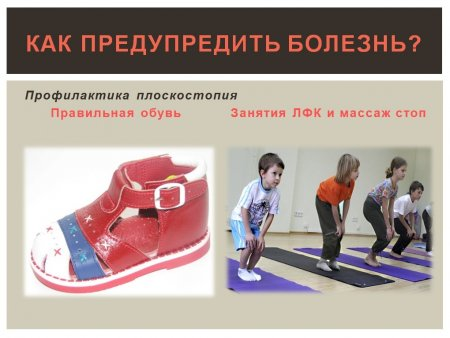 КАК ПРЕДУПРЕДИТЬ БОЛЕЗНЬ?
Профилактика плоскостопия
Правильная обувь
Занятия ЛФК и массаж стоп